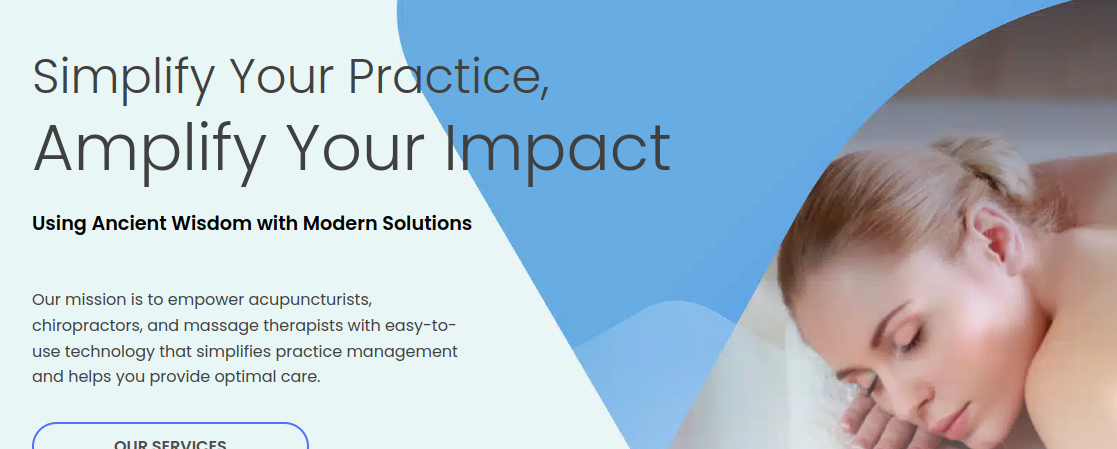 Simplify Your Practice,
Amplify Your Impact
Using Ancient Wisdom with Modern Solutions
Our mission is to empower acupuncturists,
chiropractors, and massage therapists with easy-to-
use technology that simplifies practice management
and helps you provide optimal care.
OUR SERVICES